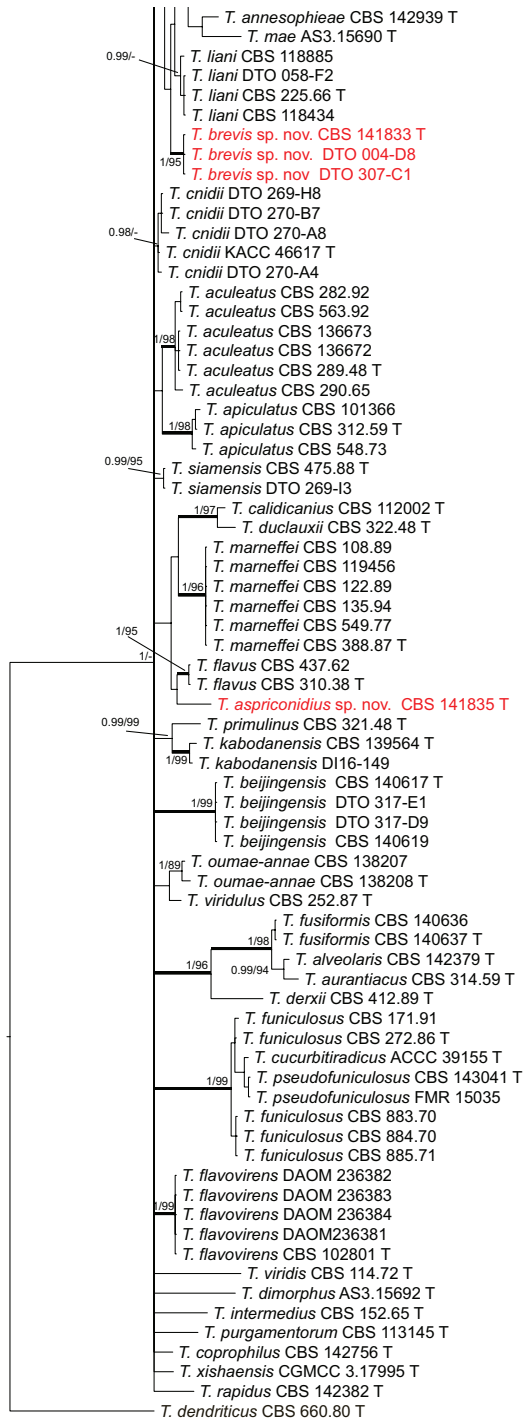 T. annesophieae CBS 142939 T
T. mae AS3.15690 T
0.99/-
T. liani CBS 118885
T. liani DTO 058-F2
T. liani CBS 225.66 T
T. liani CBS 118434
T. brevis sp. nov. CBS 141833 T
T. brevis sp. nov.  DTO 004-D8
1/95
T. brevis sp. nov  DTO 307-C1
T. cnidii DTO 269-H8
T. cnidii DTO 270-B7
0.98/-
T. cnidii DTO 270-A8
T. cnidii KACC 46617 T
T. cnidii DTO 270-A4
T. aculeatus CBS 282.92
T. aculeatus CBS 563.92
T. aculeatus CBS 136673
1/98
T. aculeatus CBS 136672
T. aculeatus CBS 289.48 T
T. aculeatus CBS 290.65
T. apiculatus CBS 101366
1/98
T. apiculatus CBS 312.59 T
T. apiculatus CBS 548.73
0.99/95
T. siamensis CBS 475.88 T
T. siamensis DTO 269-I3
1/97
T. calidicanius CBS 112002 T
T. duclauxii CBS 322.48 T
T. marneffei CBS 108.89
T. marneffei CBS 119456
1/96
T. marneffei CBS 122.89
T. marneffei CBS 135.94
T. marneffei CBS 549.77
T. marneffei CBS 388.87 T
1/95
1/-
T. flavus CBS 437.62
T. flavus CBS 310.38 T
T. aspriconidius sp. nov.  CBS 141835 T
0.99/99
T. primulinus CBS 321.48 T
T. kabodanensis CBS 139564 T
1/99
T. kabodanensis DI16-149
T. beijingensis  CBS 140617 T
1/99
T. beijingensis  DTO 317-E1
T. beijingensis  DTO 317-D9
T. beijingensis  CBS 140619
1/89
T. oumae-annae CBS 138207
T. oumae-annae CBS 138208 T
T. viridulus CBS 252.87 T
T. fusiformis CBS 140636
1/98
T. fusiformis CBS 140637 T
1/96
0.99/94
T. alveolaris CBS 142379 T
T. aurantiacus CBS 314.59 T
T. derxii CBS 412.89 T
T. funiculosus CBS 171.91
T. funiculosus CBS 272.86 T
T. cucurbitiradicus ACCC 39155 T
1/99
T. pseudofuniculosus CBS 143041 T
T. pseudofuniculosus FMR 15035
T. funiculosus CBS 883.70
T. funiculosus CBS 884.70
T. funiculosus CBS 885.71
T. flavovirens DAOM 236382
T. flavovirens DAOM 236383
1/99
T. flavovirens DAOM 236384
T. flavovirens DAOM236381
T. flavovirens CBS 102801 T
T. viridis CBS 114.72 T
T. dimorphus AS3.15692 T
T. intermedius CBS 152.65 T
T. purgamentorum CBS 113145 T
T. coprophilus CBS 142756 T
T. xishaensis CGMCC 3.17995 T
T. rapidus CBS 142382 T
T. dendriticus CBS 660.80 T